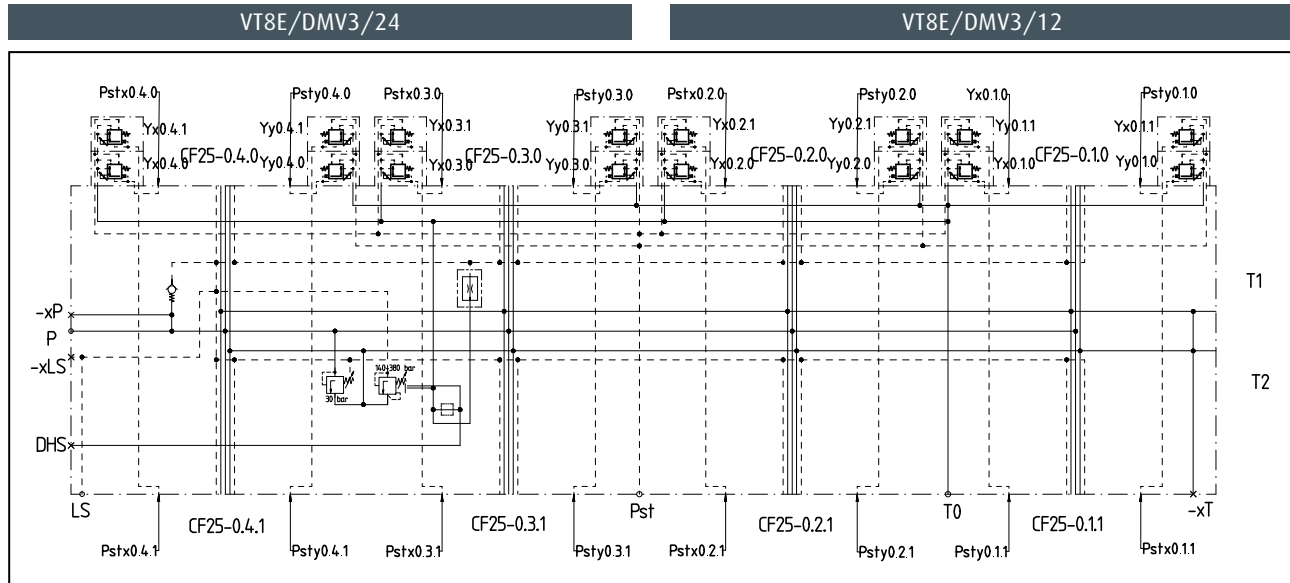 VT8E/DMV3/24
VT8E/DMV3/12
Pstx0.4.0
Psty0.4.0
Pstx0.3.0
Psty0.3.0
Pstx0.2.0
Psty0.2.0
Yx0.1.0
Psty0.1.0
Yx0.4.1
Yy0.4.1
Yx0.3.1
Yy0.3.1
Yx0.2.1
Yy0.2.1
Yy0.1.1
Yx0.1.1
CF25-0.4.0
CF25-0.3.0
CF25-0.2.0
CF25-0.1.0
Yx0.4.0
Yy0.4.0
Yx0.3.0
Yy0.3.0
Yx0.2.0
Yy0.2.0
Yx0.1.0
Yy0.1.0
T1
-xP
P
-xLS
140-380 bar
30 bar
T2
DHS
LS
CF25-0.4.1
CF25-0.3.1
Pst
CF25-0.2.1
T0
CF25-0.1.1
-xT
Pstx0.4.1
Psty0.4.1
Pstx0.3.1
Psty0.3.1
Pstx0.2.1
Psty0.2.1
Psty0.1.1
Pstx0.1.1